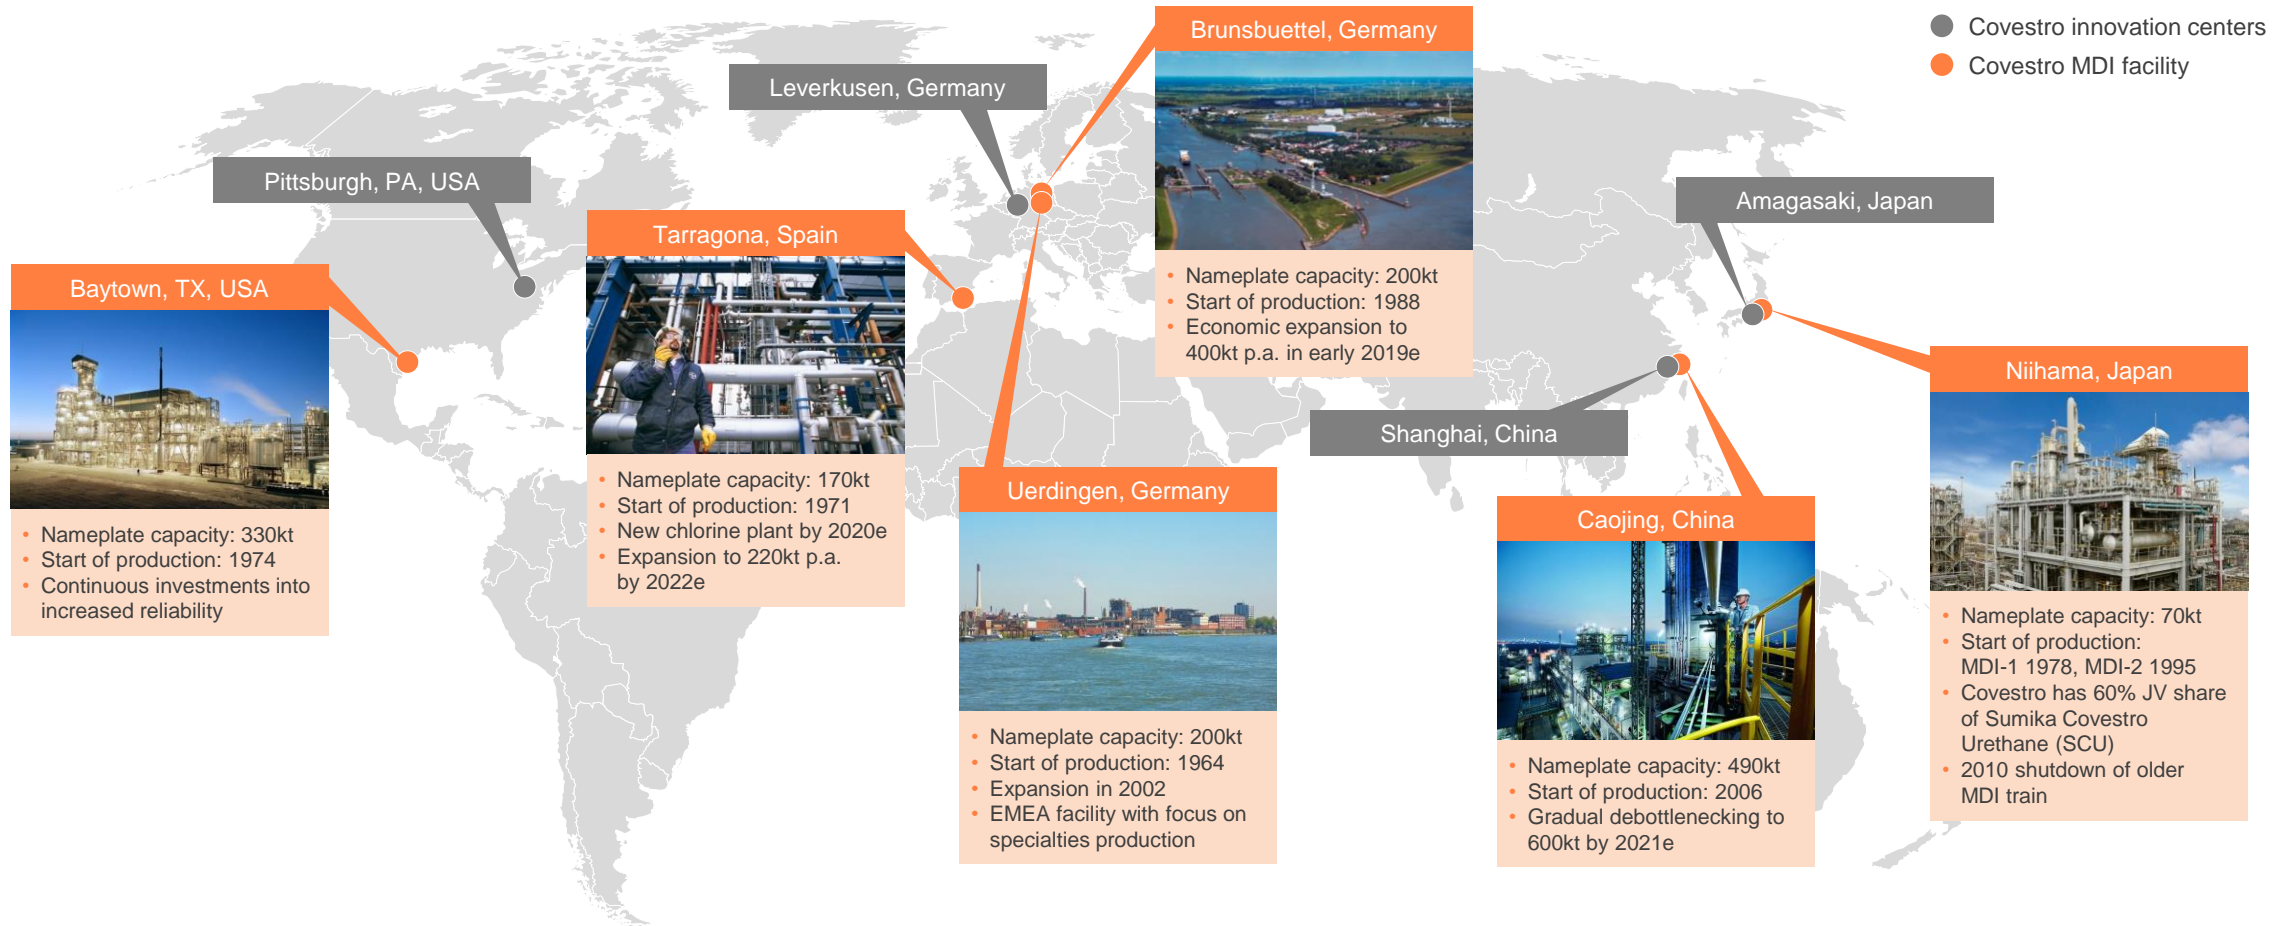 Covestro innovation centers
Covestro MDI facility
Brunsbuettel, Germany
• Nameplate capacity: 200kt
• Start of production: 1988
• Economic expansion to
400kt p.a. in early 2019e
Leverkusen, Germany
Pittsburgh, PA, USA
Amagasaki, Japan
Tarragona, Spain
• Nameplate capacity: 170kt
• Start of production: 1971
• New chlorine plant by 2020e
• Expansion to 220kt p.a.
by 2022e
Baytown, TX, USA
• Nameplate capacity: 330kt
• Start of production: 1974
• Continuous investments into
increased reliability
Niihama, Japan
• Nameplate capacity: 70kt
• Start of production:
MDI-1 1978, MDI-2 1995
• Covestro has 60% JV share
of Sumika Covestro
Urethane (SCU)
• 2010 shutdown of older
MDI train
Shanghai, China
Uerdingen, Germany
• Nameplate capacity: 200kt
• Start of production: 1964
• Expansion in 2002
• EMEA facility with focus on
specialties production
Caojing, China
• Nameplate capacity: 490kt
• Start of production: 2006
• Gradual debottlenecking to
600kt by 2021e